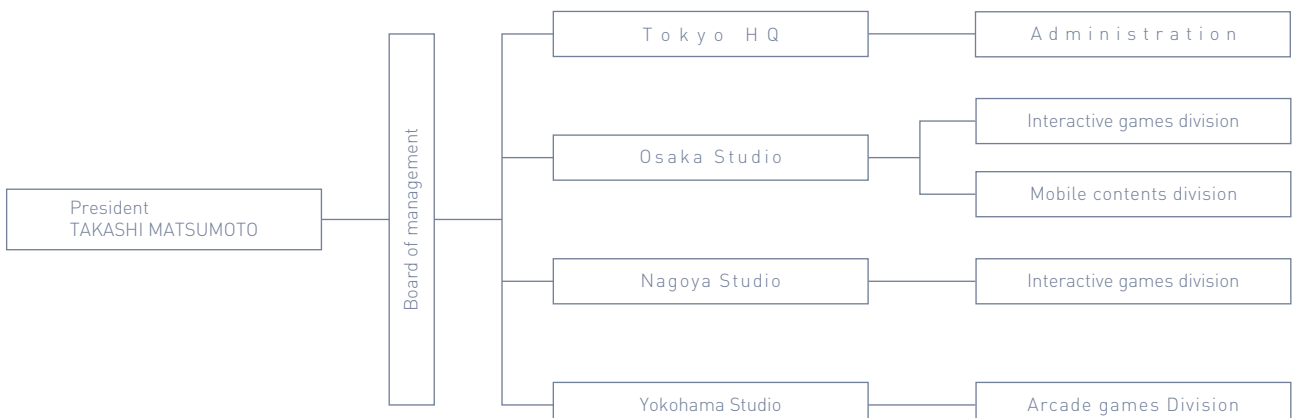 President
TAKASHI MATSUMOTO
Board of management
Tokyo HQ
Administration
Osaka Studio
Interactive games division
Mobile contents division
Nagoya Studio
Interactive games division
Yokohama Studio
Arcade games Division